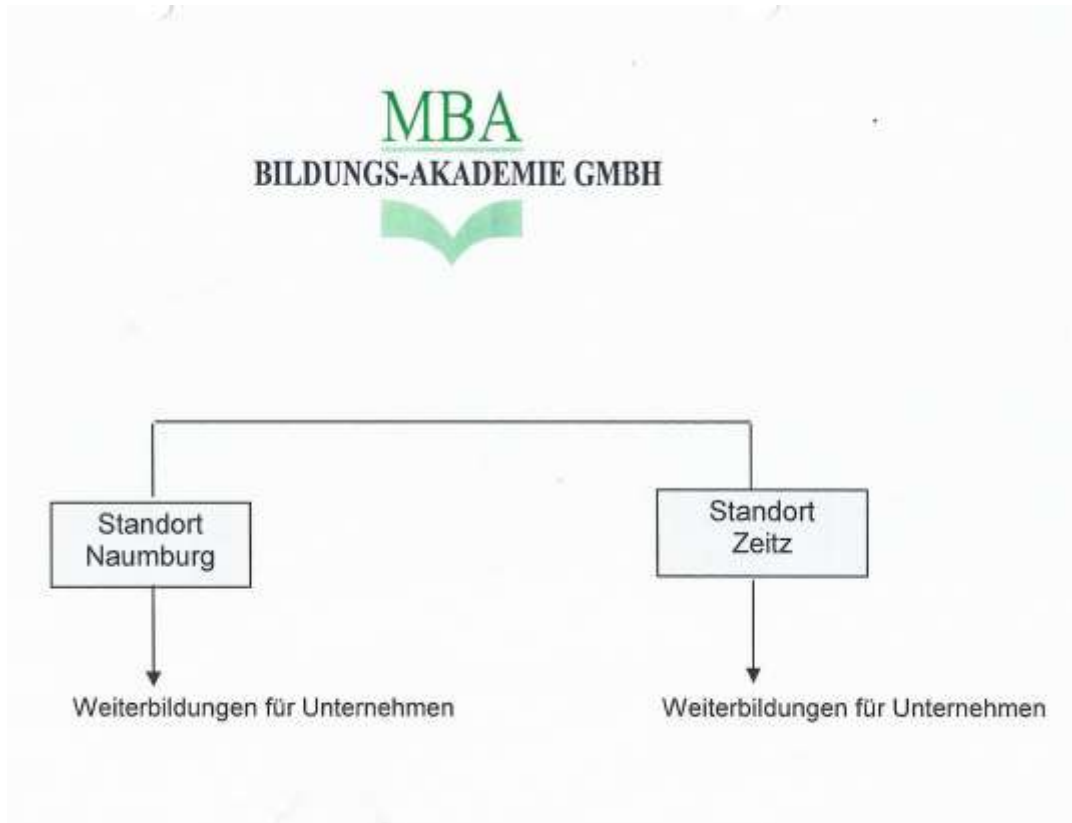 MBA
BILDUNGS-AKADEMIE GMBH
Standort
Naumburg
Standort
Zeitz
Weiterbildungen für Unternehmen
Weiterbildungen für Unternehmen